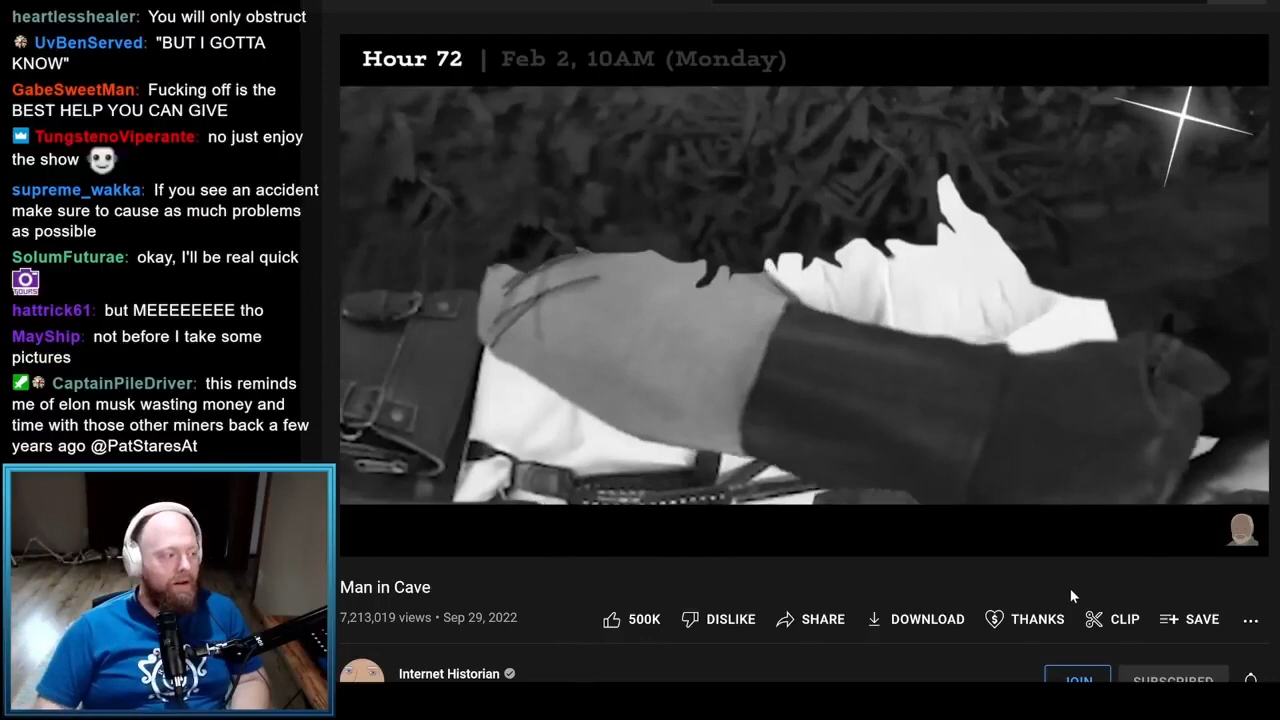 heartlesshealer: You will only obstruct
UvBenServed: "BUT I GOTTA
KNOW"
GabeSweetMan: Fucking off is the
BEST HELP YOU CAN GIVE
TungstenoViperante: no just enjoy
the show
supreme_wakka: If you see an accident
make sure to cause as much problems
as possible
SolumFuturae: okay, I'll be real quick
TOURS
hattrick61: but MEEEEEEEE tho
MayShip: not before I take some
pictures
CaptainPileDriver: this reminds
me of elon musk wasting money and
time with those other miners back a few
years ago @PatStaresAt
Hour 72 | Feb 2, 10AM (Monday)
Man in Cave
7,213,019 views • Sep 29, 2022
500K DISLIKE SHARE DOWNLOAD THANKS CLIP SAVE
Internet Historian
JOIN SUBSCRIBED